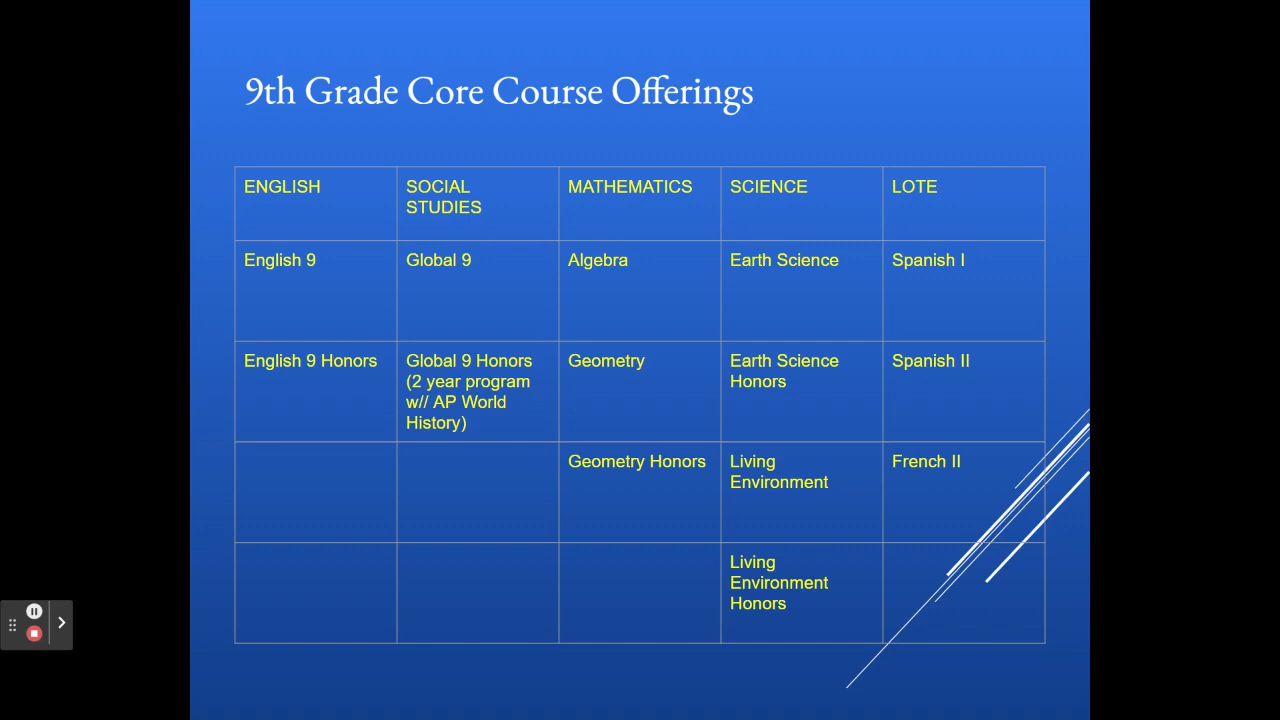 9th Grade Core Course Offerings
ENGLISH
SOCIAL
STUDIES
MATHEMATICS
SCIENCE
LOTE
English 9
Global 9
Algebra
Earth Science
Spanish I
English 9 Honors
Global 9 Honors
(2 year program
w// AP World
History)
Geometry
Earth Science
Honors
Spanish II
Geometry Honors
Living
Environment
French II
Living
Environment
Honors